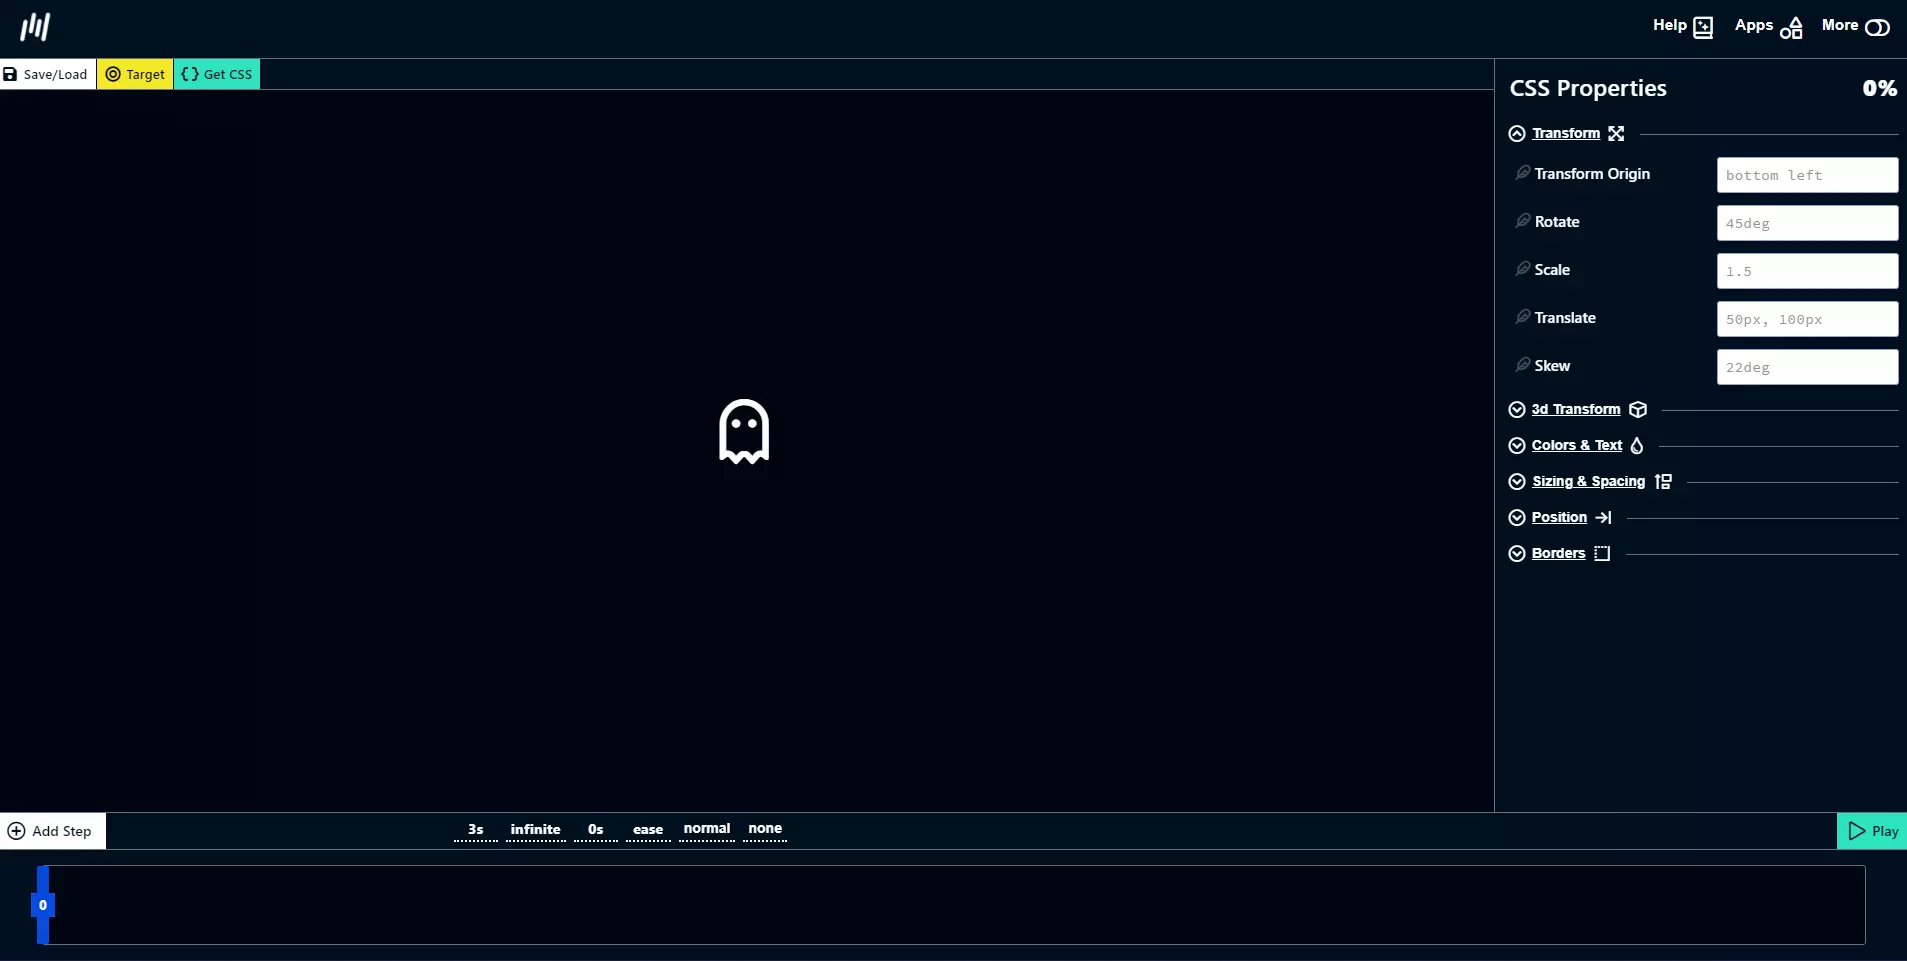 Help Apps More
Save/Load Target Get CSS
CSS Properties 0%
Transform
Transform Origin bottom left
Rotate 45deg
Scale 1.5
Translate 50px, 100px
Skew 22deg
3d Transform
Colors & Text
Sizing & Spacing
Position
Borders
Add Step 3s infinite 0s ease normal none Play
0